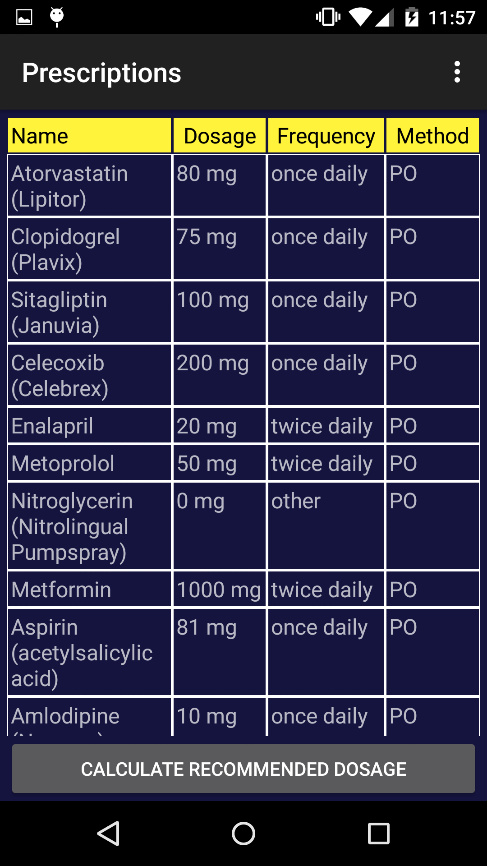 11:57
Prescriptions
Name Dosage Frequency Method
Atorvastatin 80 mg once daily PO
(Lipitor)
Clopidogrel 75 mg once daily PO
(Plavix)
Sitagliptin 100 mg once daily PO
(Januvia)
Celecoxib 200 mg once daily PO
(Celebrex)
Enalapril 20 mg twice daily PO
Metoprolol 50 mg twice daily PO
Nitroglycerin 0 mg other PO
(Nitrolingual
Pumpspray)
Metformin 1000 mg twice daily PO
Aspirin 81 mg once daily PO
(acetylsalicylic
acid)
Amlodipine 10 mg once daily PO
CALCULATE RECOMMENDED DOSAGE